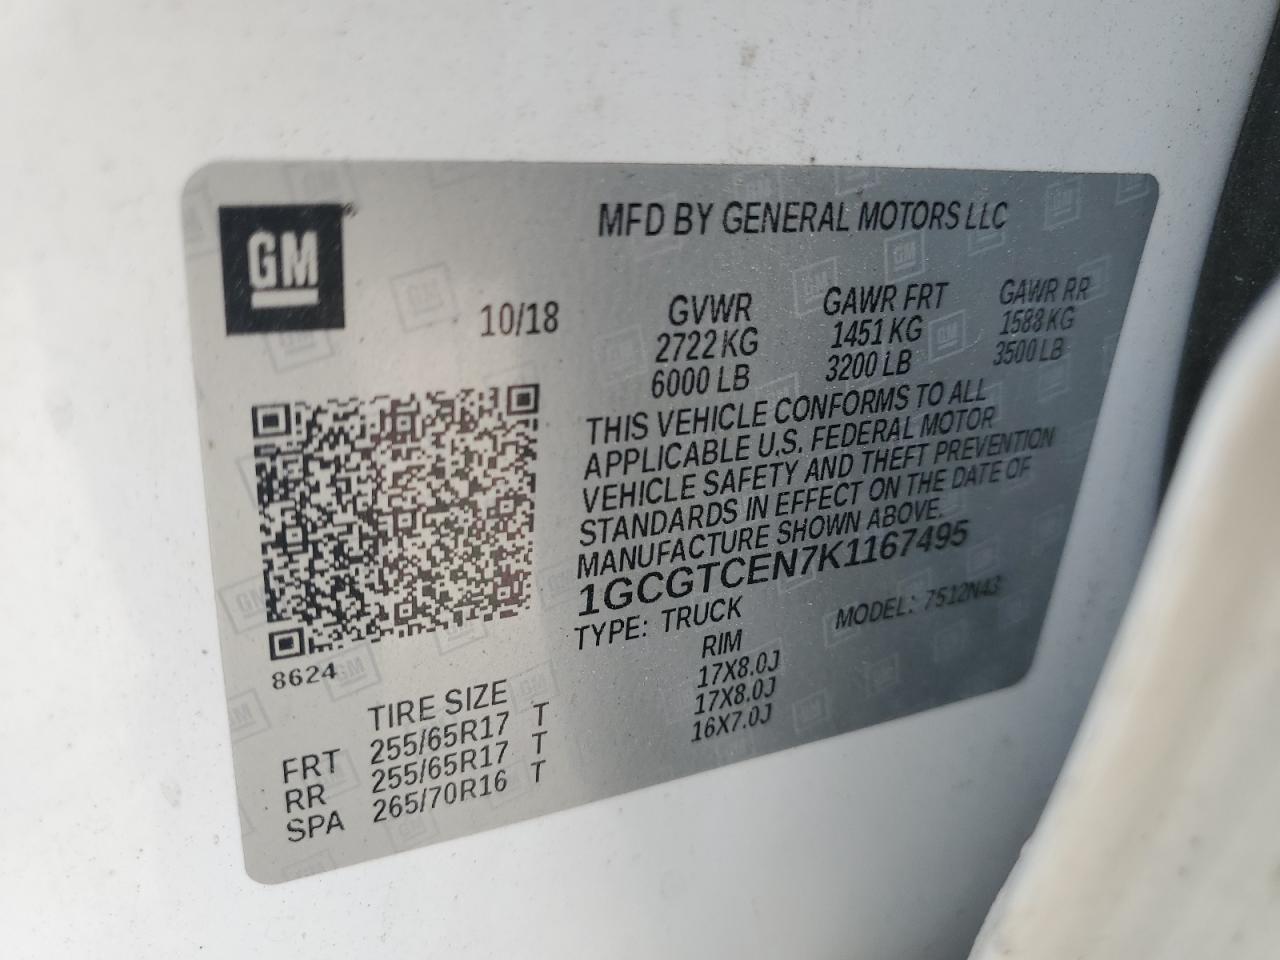 GM
MFD BY GENERAL MOTORS LLC
10/18
GVWR GAWR FRT GAWR RR
2722 KG 1451 KG 1588 KG
6000 LB 3200 LB 3500 LB
THIS VEHICLE CONFORMS TO ALL
APPLICABLE U.S. FEDERAL MOTOR
VEHICLE SAFETY AND THEFT PREVENTION
STANDARDS IN EFFECT ON THE DATE OF
MANUFACTURE SHOWN ABOVE.
1GCGTCEN7K1167495
TYPE: TRUCK MODEL: 7512N43
8624
TIRE SIZE RIM
FRT 255/65R17 T 17X8.0J
RR 255/65R17 T 17X8.0J
SPA 265/70R16 T 16X7.0J